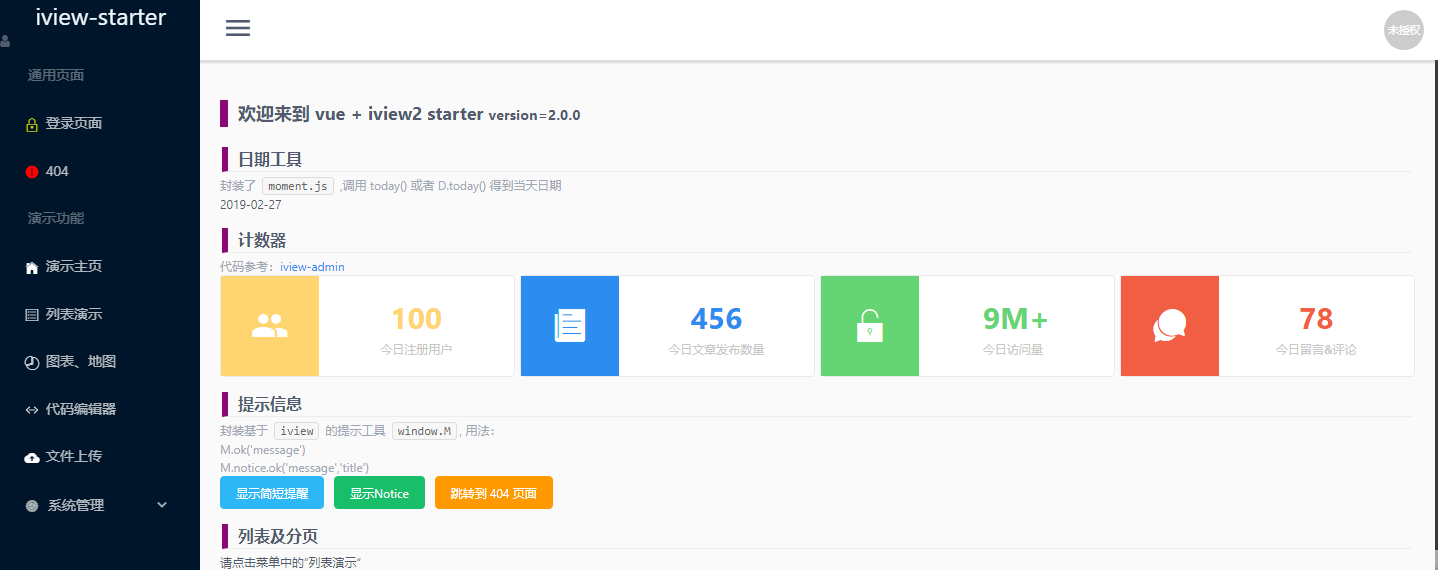 iview-starter
未授权
通用页面
登录页面
404
演示功能
演示主页
列表演示
图表、地图
代码编辑器
文件上传
系统管理
欢迎来到 vue + iview2 starter version=2.0.0
日期工具
封装了 moment.js ,调用 today() 或者 D.today() 得到当天日期
2019-02-27
计数器
代码参考：iview-admin
100
今日注册用户
456
今日文章发布数量
9M+
今日访问量
78
今日留言&评论
提示信息
封装基于 iview 的提示工具 window.M , 用法：
M.ok('message')
M.notice.ok('message','title')
显示简短提醒
显示Notice
跳转到 404 页面
列表及分页
请点击菜单中的”列表演示“